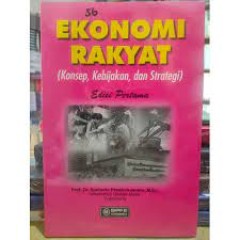 Sb
EKONOMI
RAKYAT
(Konsep, Kebijakan, dan Strategi)
Edisi Pertama